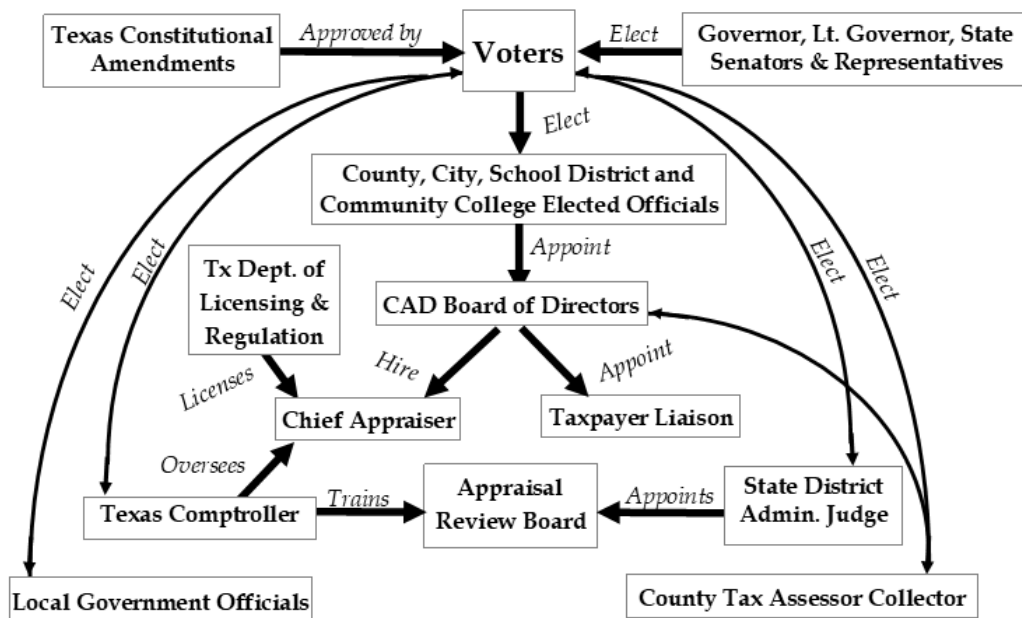 Texas Constitutional
Amendments
Approved by
Voters
Elect
Governor, Lt. Governor, State
Senators & Representatives
Elect
County, City, School District and
Community College Elected Officials
Appoint
Elect
Elect
Elect
Elect
Tx Dept. of
Licensing &
Regulation
CAD Board of Directors
Licenses
Hire
Appoint
Chief Appraiser
Taxpayer Liaison
Oversees
Texas Comptroller
Trains
Appraisal
Review Board
Appoints
State District
Admin. Judge
Local Government Officials
County Tax Assessor Collector